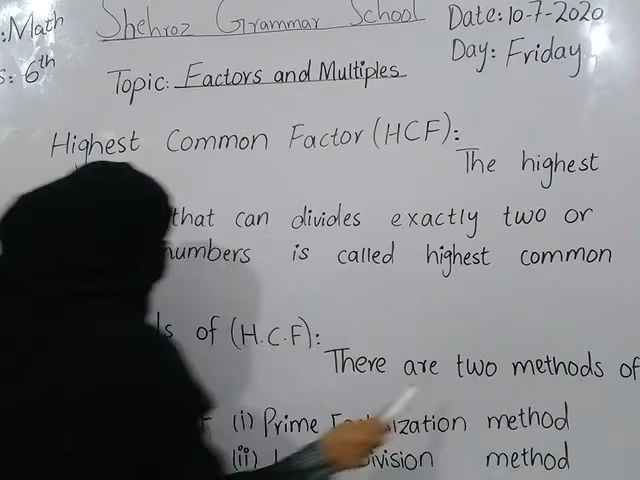 :Math Shehroz Grammar School Date: 10-7-2020
s: 6th Topic: Factors and Multiples Day: Friday
Highest Common Factor (HCF):
The highest
that can divides exactly two or
numbers is called highest common
of (H.C.F):
There are two methods of
(i) Prime method
(ii) method